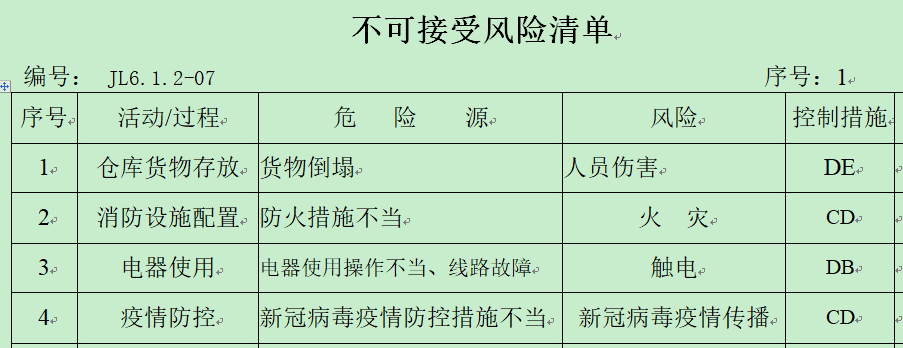 不可接受风险清单
编号： JL6.1.2-07 序号：1
序号 活动/过程 危 险 源 风险 控制措施
1 仓库货物存放 货物倒塌 人员伤害 DE
2 消防设施配置 防火措施不当 火 灾 CD
3 电器使用 电器使用操作不当、线路故障 触电 DB
4 疫情防控 新冠病毒疫情防控措施不当 新冠病毒疫情传播 CD